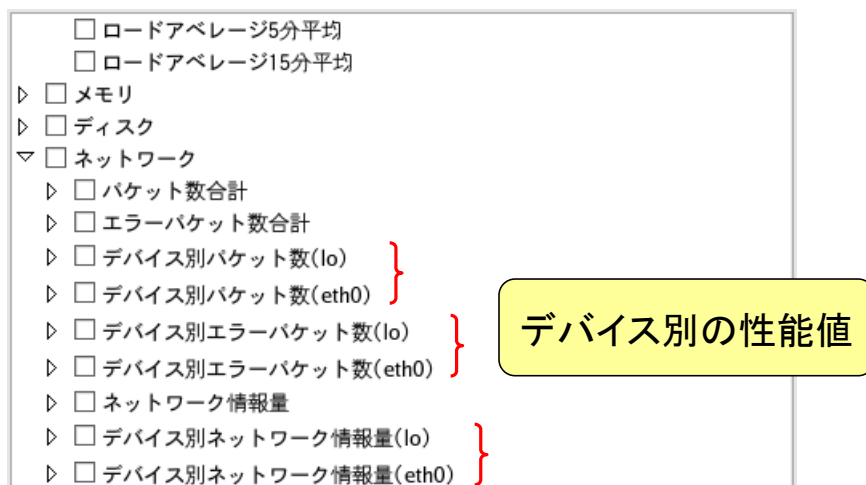 ロードアベレージ5分平均
ロードアベレージ15分平均
メモリ
ディスク
ネットワーク
パケット数合計
エラーパケット数合計
デバイス別パケット数(lo)
デバイス別パケット数(eth0)
デバイス別エラーパケット数(lo)
デバイス別の性能値
デバイス別エラーパケット数(eth0)
ネットワーク情報量
デバイス別ネットワーク情報量(lo)
デバイス別ネットワーク情報量(eth0)